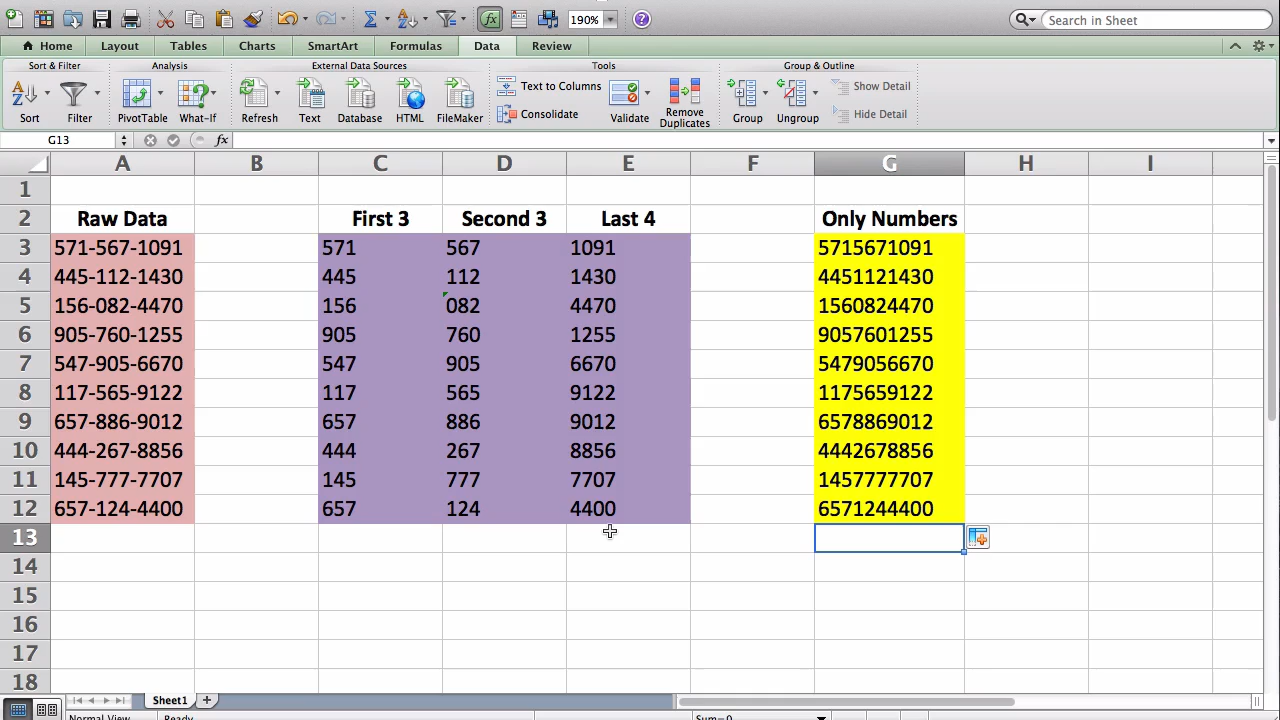 190%
Search in Sheet
Home Layout Tables Charts SmartArt Formulas Data Review
Sort & Filter Analysis External Data Sources Tools Group & Outline
Text to Columns Show Detail
Consolidate Hide Detail
Sort Filter PivotTable What-If Refresh Text Database HTML FileMaker Validate Remove Duplicates Group Ungroup
G13 fx
A B C D E F G H I
1
2 Raw Data First 3 Second 3 Last 4 Only Numbers
3 571-567-1091 571 567 1091 5715671091
4 445-112-1430 445 112 1430 4451121430
5 156-082-4470 156 082 4470 1560824470
6 905-760-1255 905 760 1255 9057601255
7 547-905-6670 547 905 6670 5479056670
8 117-565-9122 117 565 9122 1175659122
9 657-886-9012 657 886 9012 6578869012
10 444-267-8856 444 267 8856 4442678856
11 145-777-7707 145 777 7707 1457777707
12 657-124-4400 657 124 4400 6571244400
13
14
15
16
17
18
Sheet1
Normal View Ready Sum=0